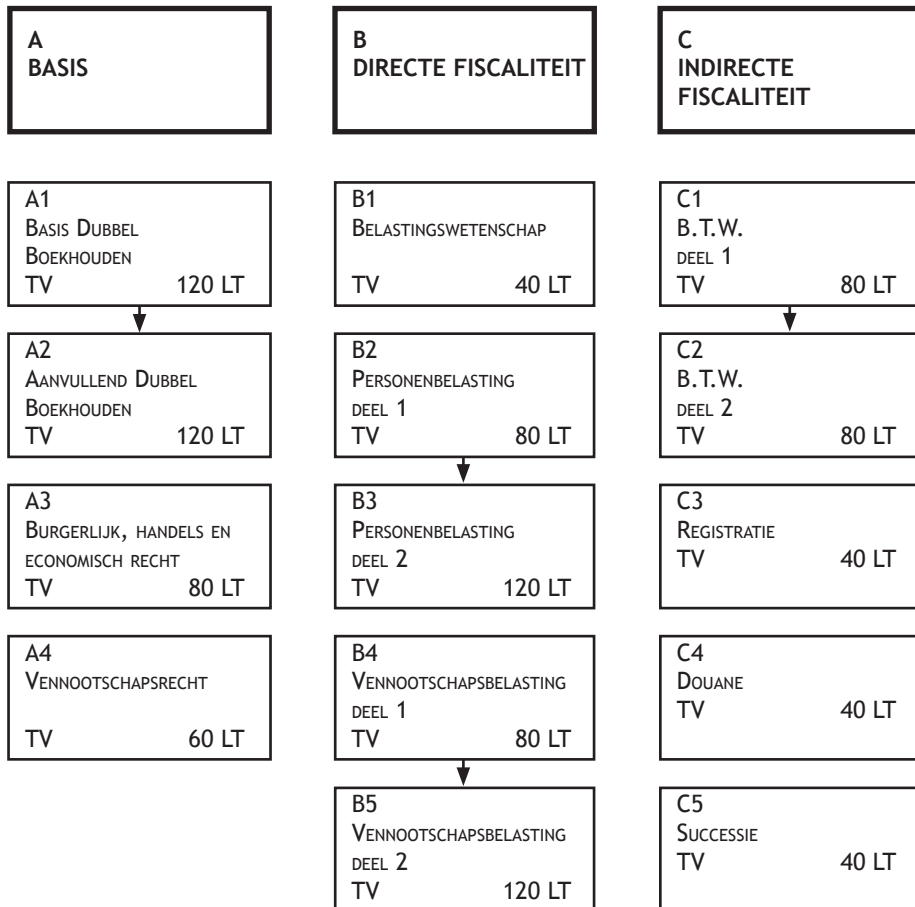 A
BASIS
B
DIRECTE FISCALITEIT
C
INDIRECTE
FISCALITEIT
A1
Basis Dubbel
Boekhouden
TV 120 LT
A2
Aanvullend Dubbel
Boekhouden
TV 120 LT
A3
Burgerlijk, handels en
economisch recht
TV 80 LT
A4
Vennootschapsrecht
TV 60 LT
B1
Belastingswetenschap
TV 40 LT
B2
Personenbelasting
deel 1
TV 80 LT
B3
Personenbelasting
deel 2
TV 120 LT
B4
Vennootschapsbelasting
deel 1
TV 80 LT
B5
Vennootschapsbelasting
deel 2
TV 120 LT
C1
B.T.W.
deel 1
TV 80 LT
C2
B.T.W.
deel 2
TV 80 LT
C3
Registratie
TV 40 LT
C4
Douane
TV 40 LT
C5
Successie
TV 40 LT